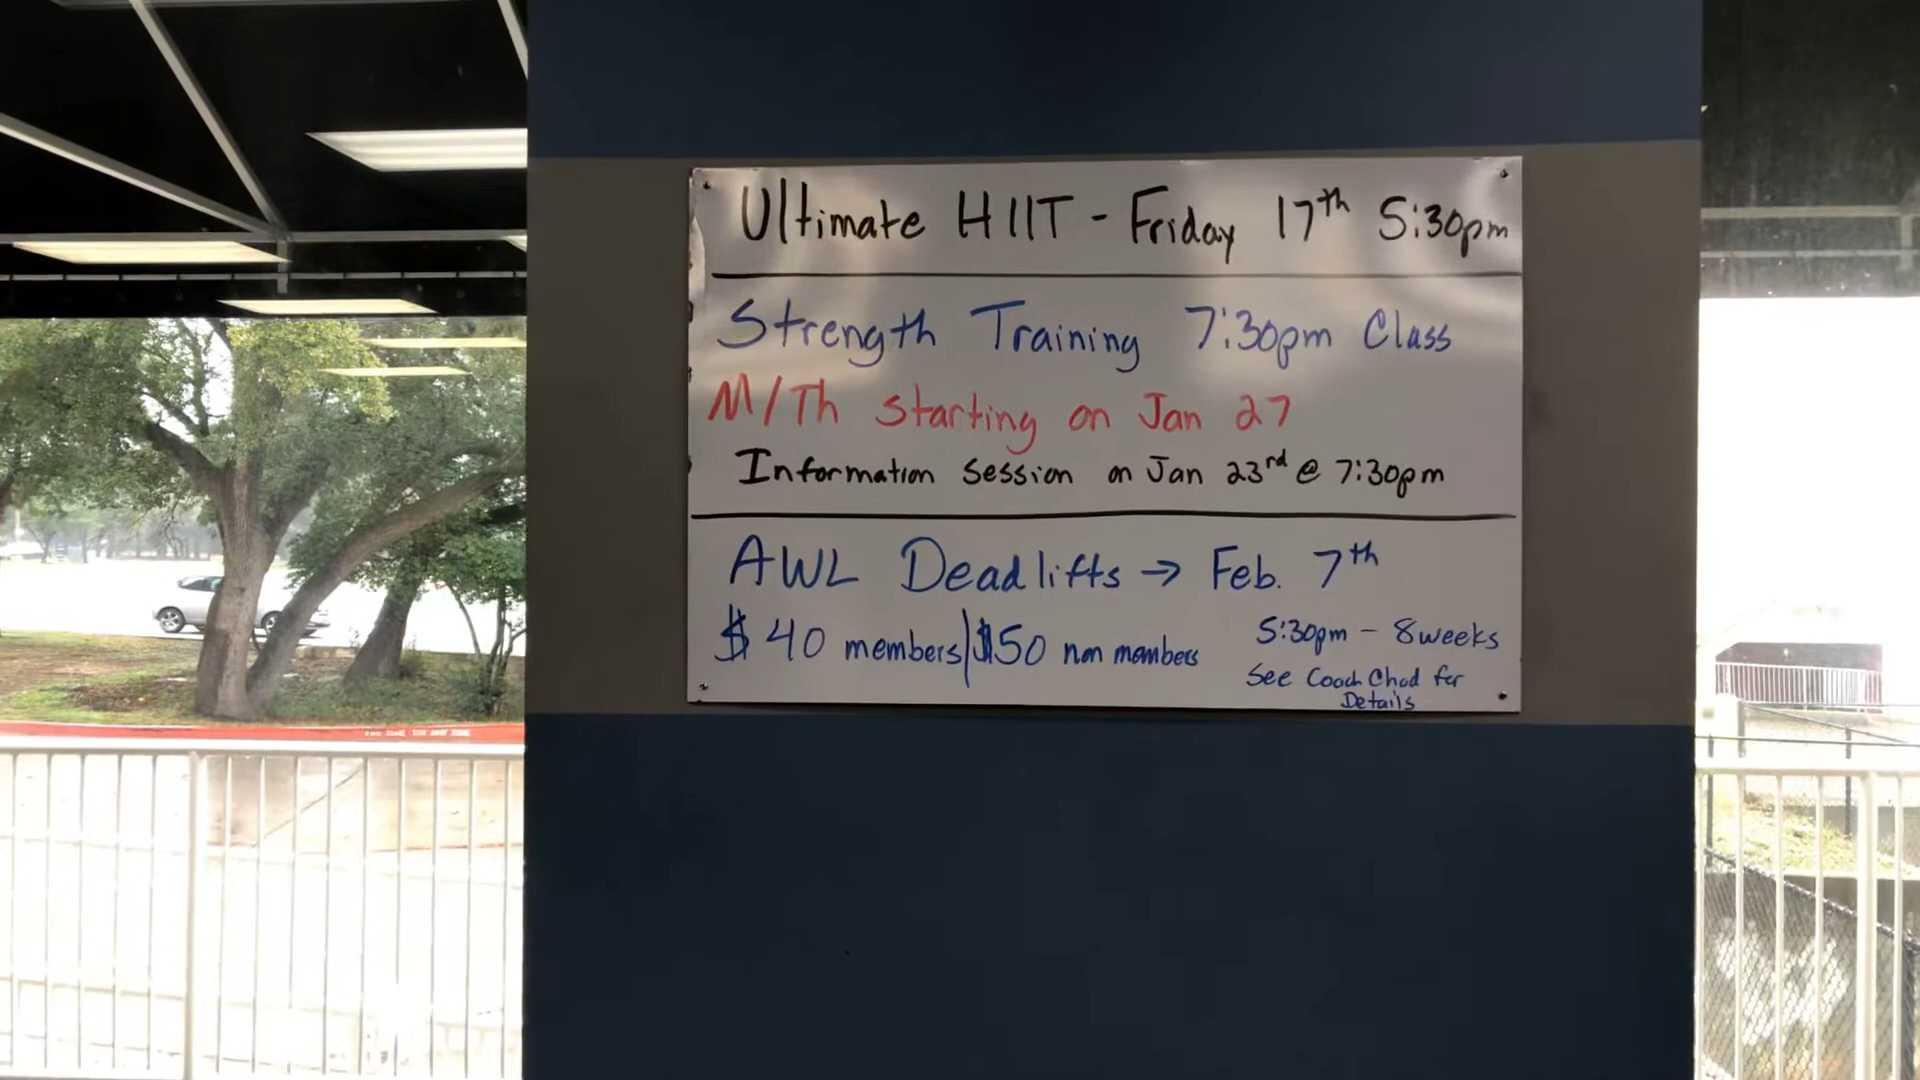 Ultimate HIIT - Friday 17th 5:30pm
Strength Training 7:30pm Class
M/Th starting on Jan 27
Information Session on Jan 23rd @ 7:30pm
AWL Deadlifts → Feb. 7th
$40 members|$50 non members
5:30pm - 8 weeks
See Coach Chad for
Details